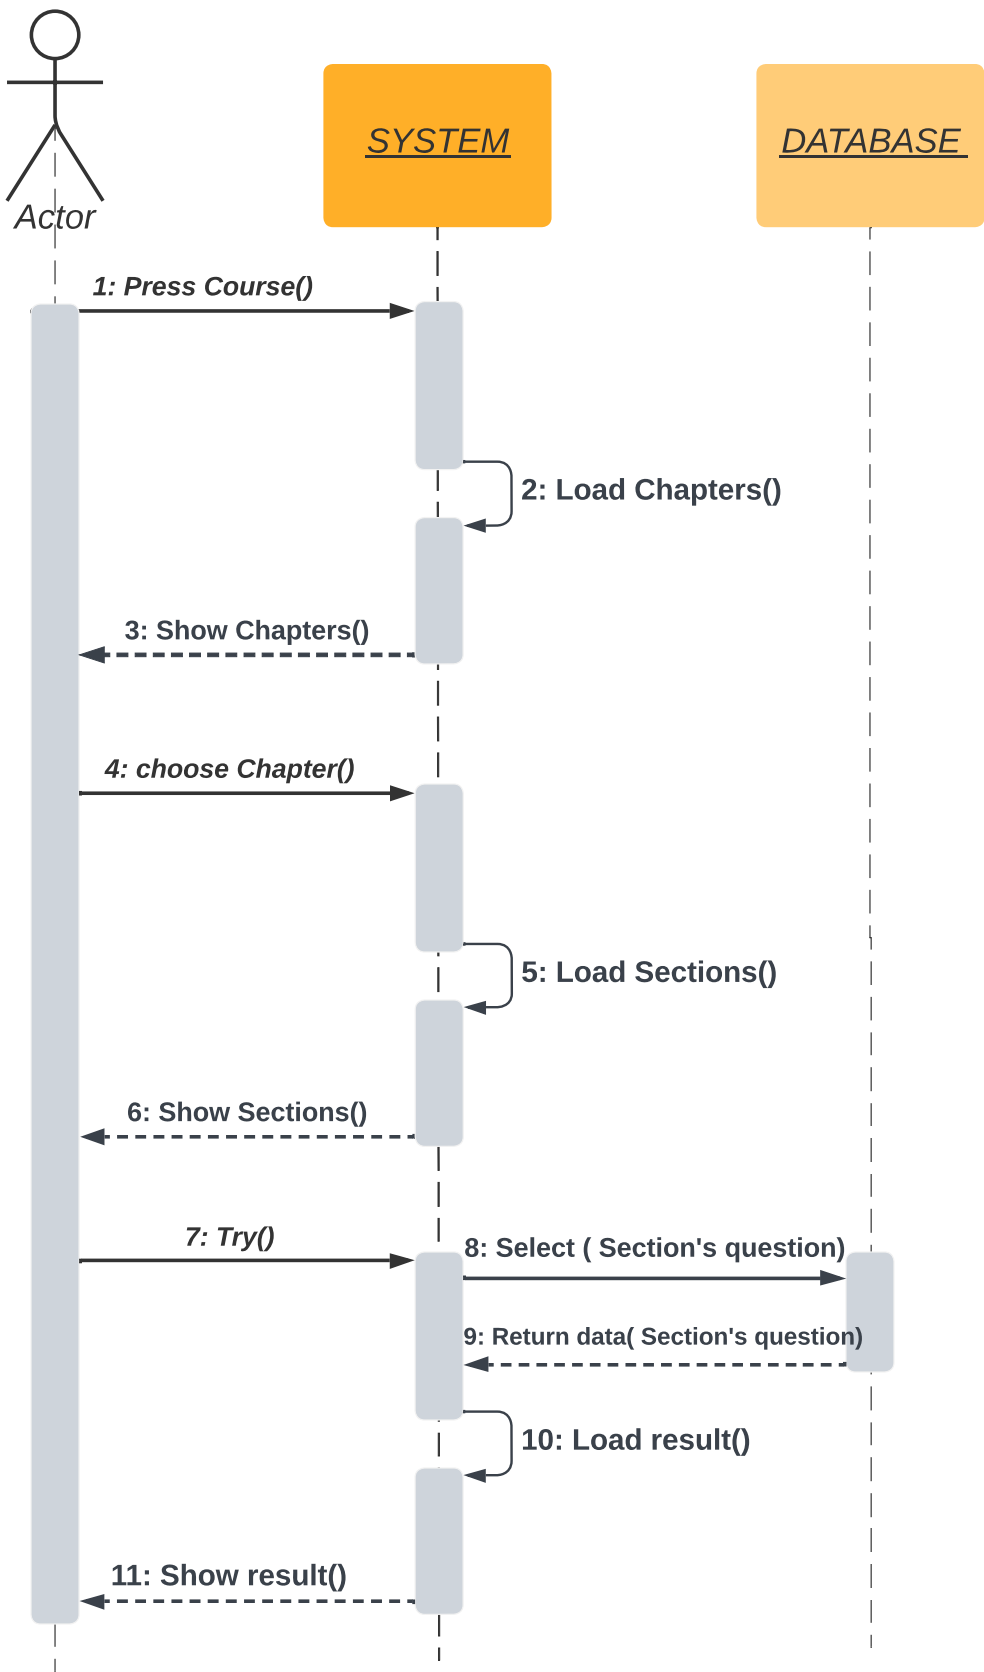 Actor
SYSTEM
DATABASE
1: Press Course()
2: Load Chapters()
3: Show Chapters()
4: choose Chapter()
5: Load Sections()
6: Show Sections()
7: Try()
8: Select ( Section's question)
9: Return data( Section's question)
10: Load result()
11: Show result()